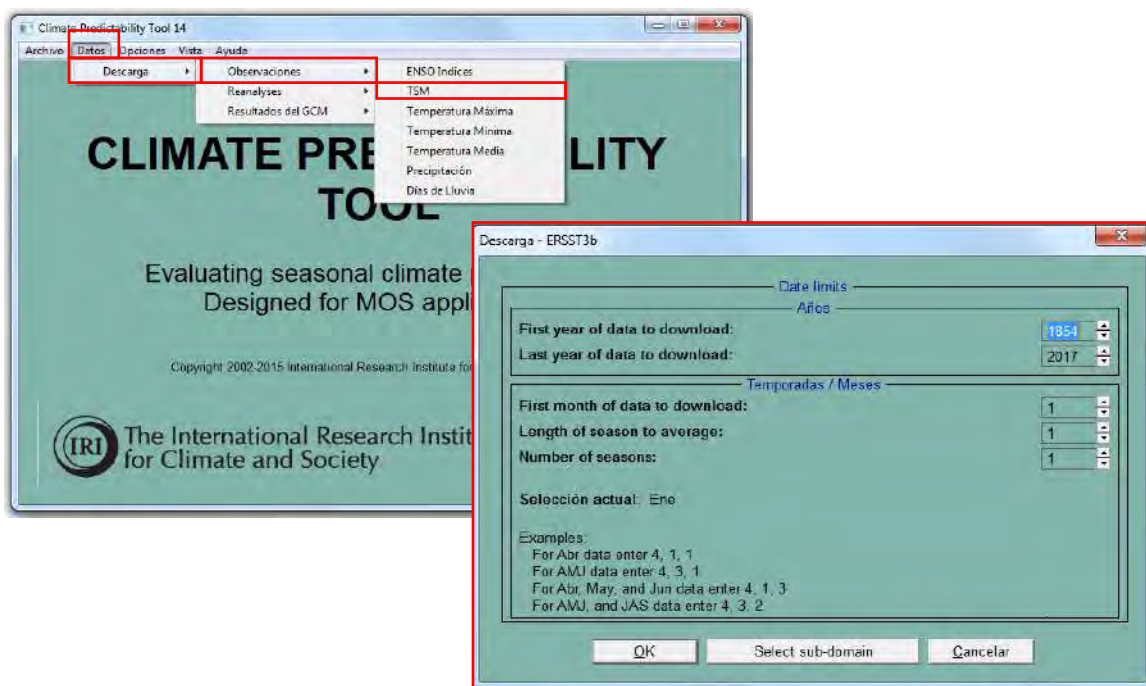 Climate Predictability Tool 14
Archivo Datos Opciones Vista Ayuda
Descarga
Observaciones
Reanalyses
Resultados del GCM
ENSO Indices
TSM
Temperatura Máxima
Temperatura Mínima
Temperatura Media
Precipitación
Días de Lluvia
CLIMATE PRE LITY
TOOL
Evaluating seasonal climate
Designed for MOS appli
Copyright 2002-2015 International Research Institute for
IRI
The International Research Instit
for Climate and Society
Descarga - ERSST3b
Date limits
Años
First year of data to download: 1854
Last year of data to download: 2017
Temporadas / Meses
First month of data to download: 1
Length of season to average: 1
Number of seasons: 1
Selección actual: Ene
Examples:
For Abr data enter 4, 1, 1
For AMJ data enter 4, 3, 1
For Abr, May, and Jun data enter 4, 1, 3
For AMJ, and JAS data enter 4, 3, 2
OK Select sub-domain Cancelar